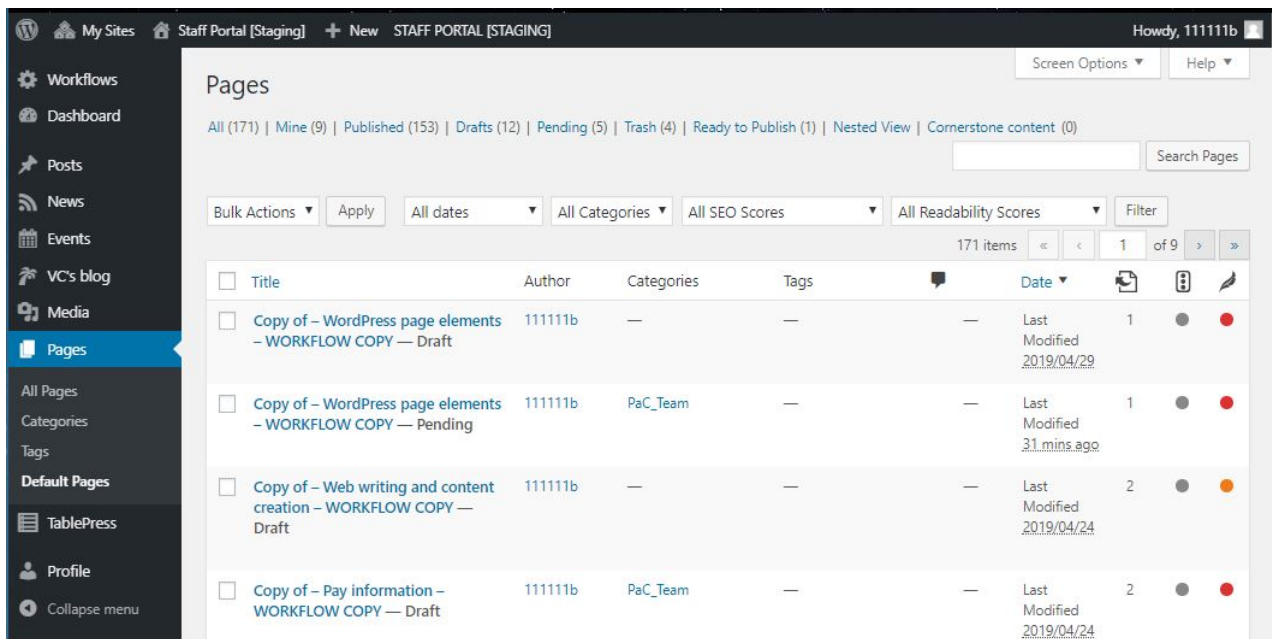 My Sites Staff Portal [Staging] + New STAFF PORTAL [STAGING] Howdy, 111111b
Screen Options ▼ Help ▼
Workflows
Dashboard
Posts
News
Events
VC's blog
Media
Pages
All Pages
Categories
Tags
Default Pages
TablePress
Profile
Collapse menu
Pages
All (171) | Mine (9) | Published (153) | Drafts (12) | Pending (5) | Trash (4) | Ready to Publish (1) | Nested View | Cornerstone content (0)
Search Pages
Bulk Actions ▼ Apply All dates ▼ All Categories ▼ All SEO Scores ▼ All Readability Scores ▼ Filter
171 items « ‹ 1 of 9 › »
Title Author Categories Tags Date ▼
Copy of – WordPress page elements 111111b — — — Last 1
– WORKFLOW COPY — Draft Modified
2019/04/29
Copy of – WordPress page elements 111111b PaC_Team — — Last 1
– WORKFLOW COPY — Pending Modified
31 mins ago
Copy of – Web writing and content 111111b — — — Last 2
creation – WORKFLOW COPY — Modified
Draft 2019/04/24
Copy of – Pay information – 111111b PaC_Team — — Last 2
WORKFLOW COPY — Draft Modified
2019/04/24